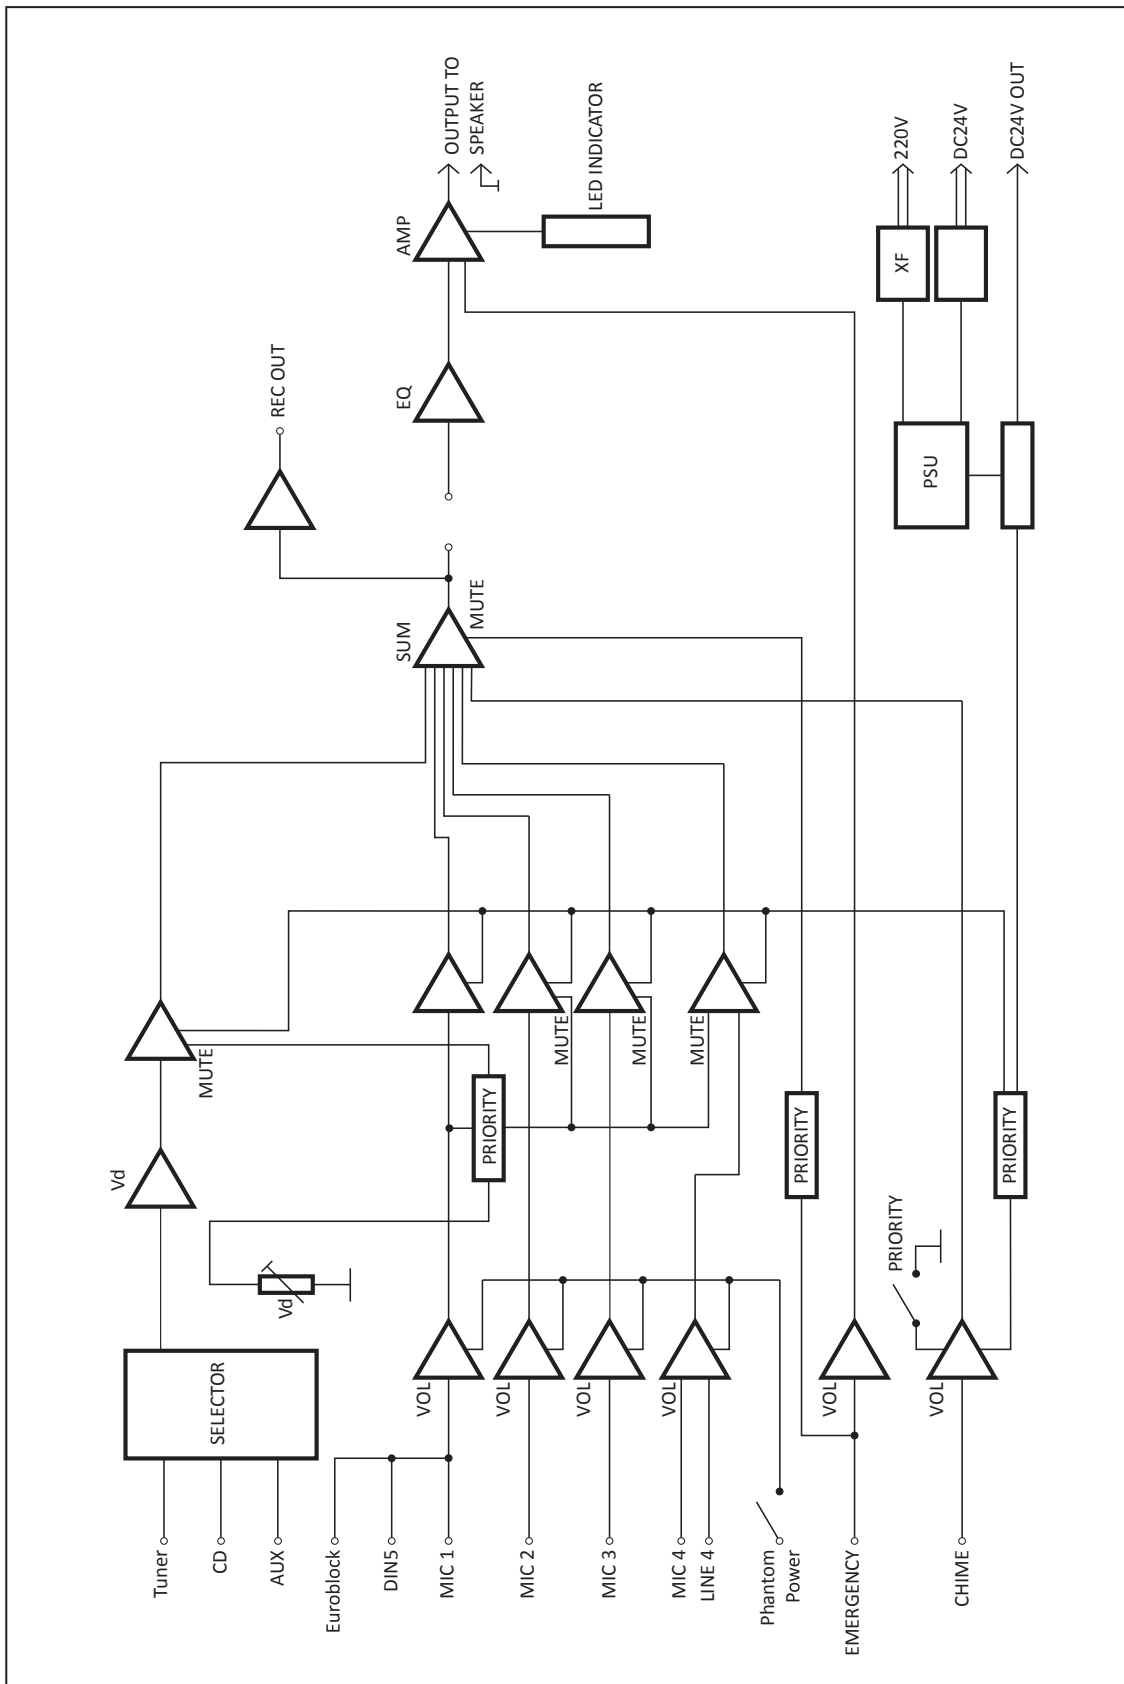 Tuner
CD
AUX
Euroblock
DIN5
MIC 1
MIC 2
MIC 3
MIC 4
LINE 4
Phantom
Power
EMERGENCY
CHIME
SELECTOR
Vd
Vd
VOL
VOL
VOL
VOL
VOL
VOL
PRIORITY
PRIORITY
PRIORITY
PRIORITY
MUTE
MUTE
MUTE
MUTE
SUM
MUTE
REC OUT
EQ
AMP
OUTPUT TO
SPEAKER
LED INDICATOR
PSU
XF
220V
DC24V
DC24V OUT